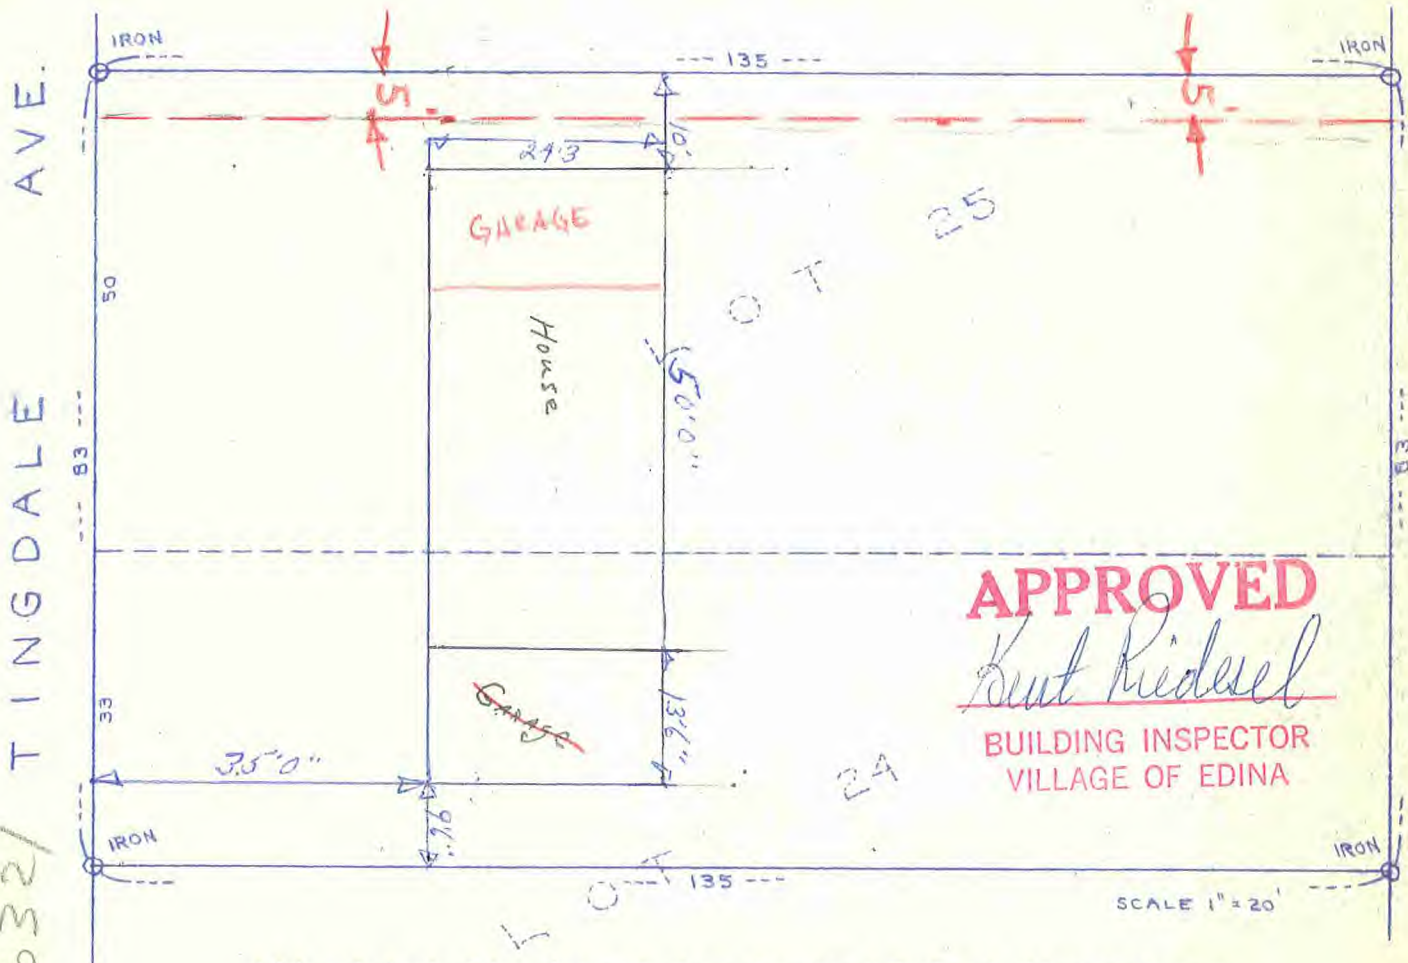 IRON
--- 135 ---
IRON
5'
5'
10'
24'3
GARAGE
LOT 25
House
50'0"
TINGDALE AVE.
50
--- 83 ---
--- 83 ---
33
APPROVED
Kent Riedesel
BUILDING INSPECTOR
VILLAGE OF EDINA
GARAGE
13'6"
35'0"
9'6"
LOT 24
IRON
--- 135 ---
IRON
SCALE 1" = 20'